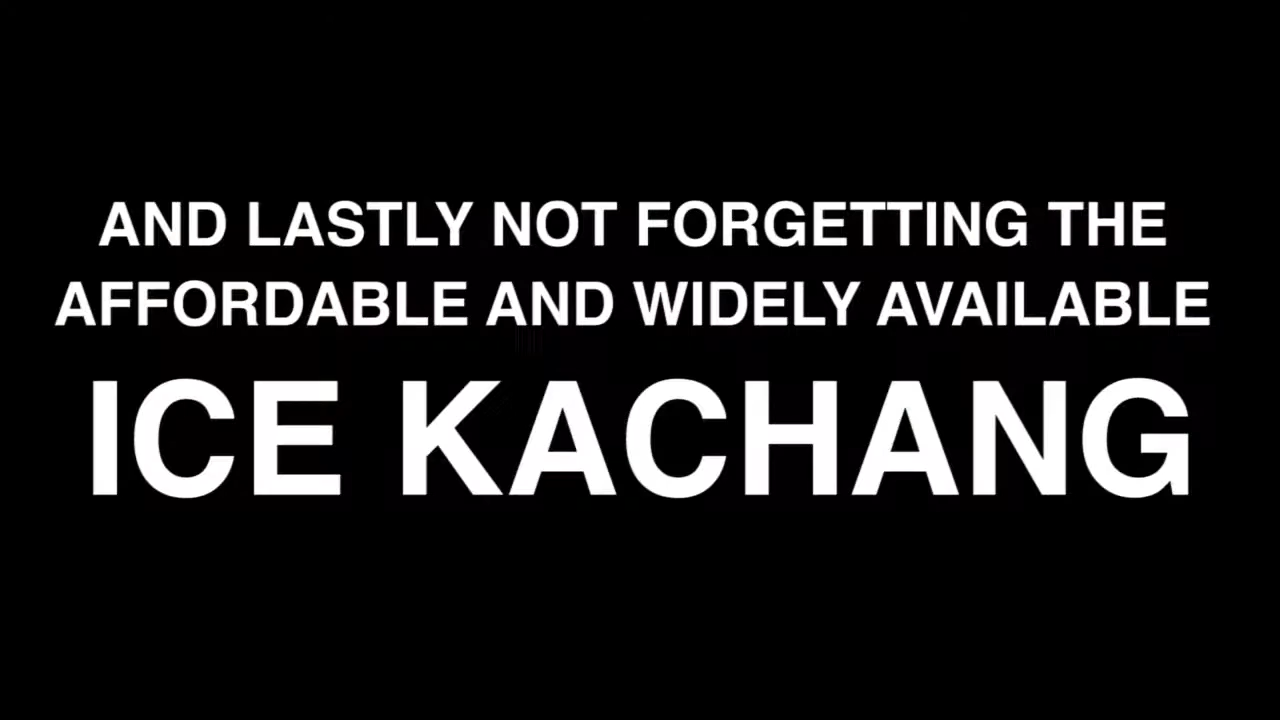 AND LASTLY NOT FORGETTING THE
AFFORDABLE AND WIDELY AVAILABLE
ICE KACHANG